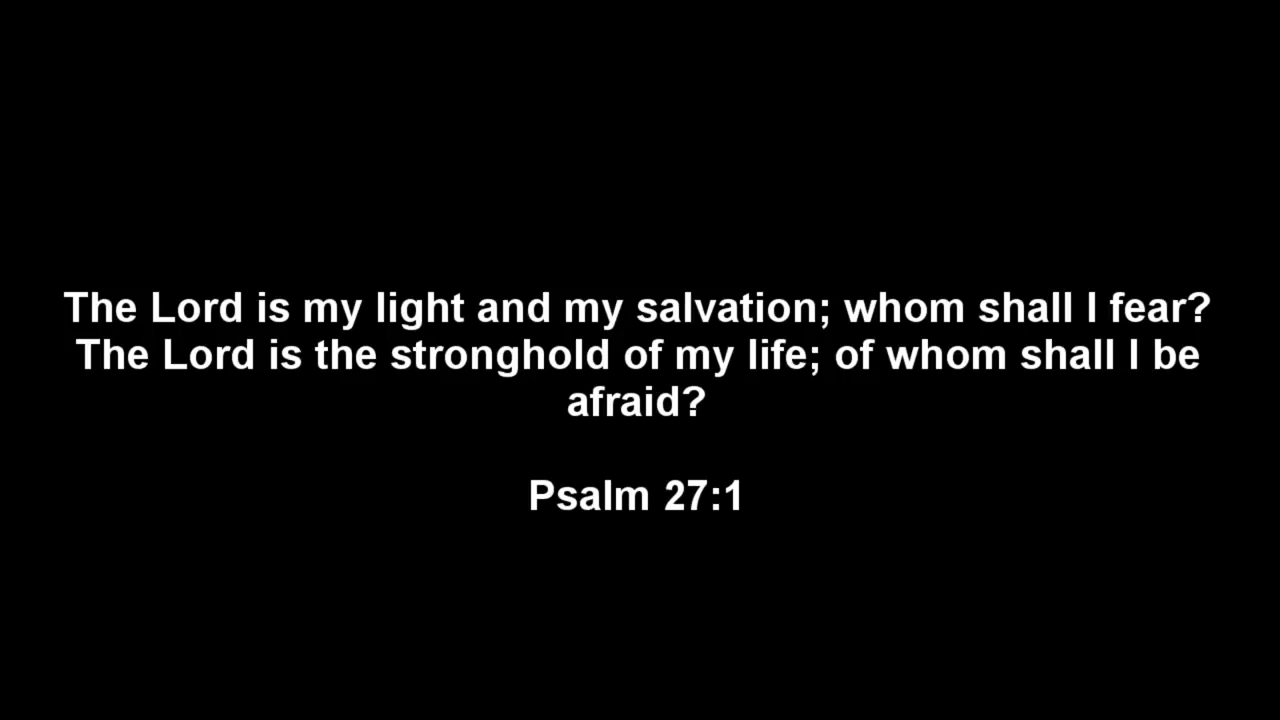 The Lord is my light and my salvation; whom shall I fear?
The Lord is the stronghold of my life; of whom shall I be
afraid?
Psalm 27:1